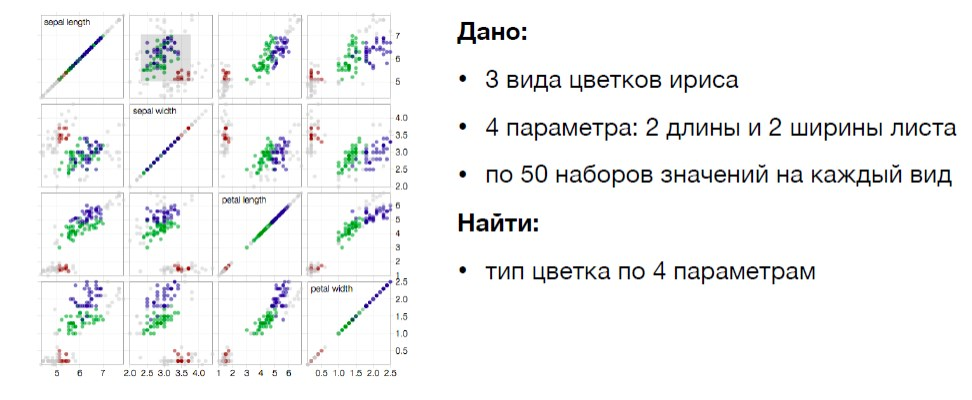 sepal length
7
6
5
sepal width
4.0
3.5
3.0
2.5
2.0
petal length
6
5
4
3
2
1
petal width
2.5
2.0
1.5
1.0
0.5
5 6 7 2.0 2.5 3.0 3.5 4.0 1 2 3 4 5 6 0.5 1.0 1.5 2.0 2.5
Дано:
• 3 вида цветков ириса
• 4 параметра: 2 длины и 2 ширины листа
• по 50 наборов значений на каждый вид
Найти:
• тип цветка по 4 параметрам